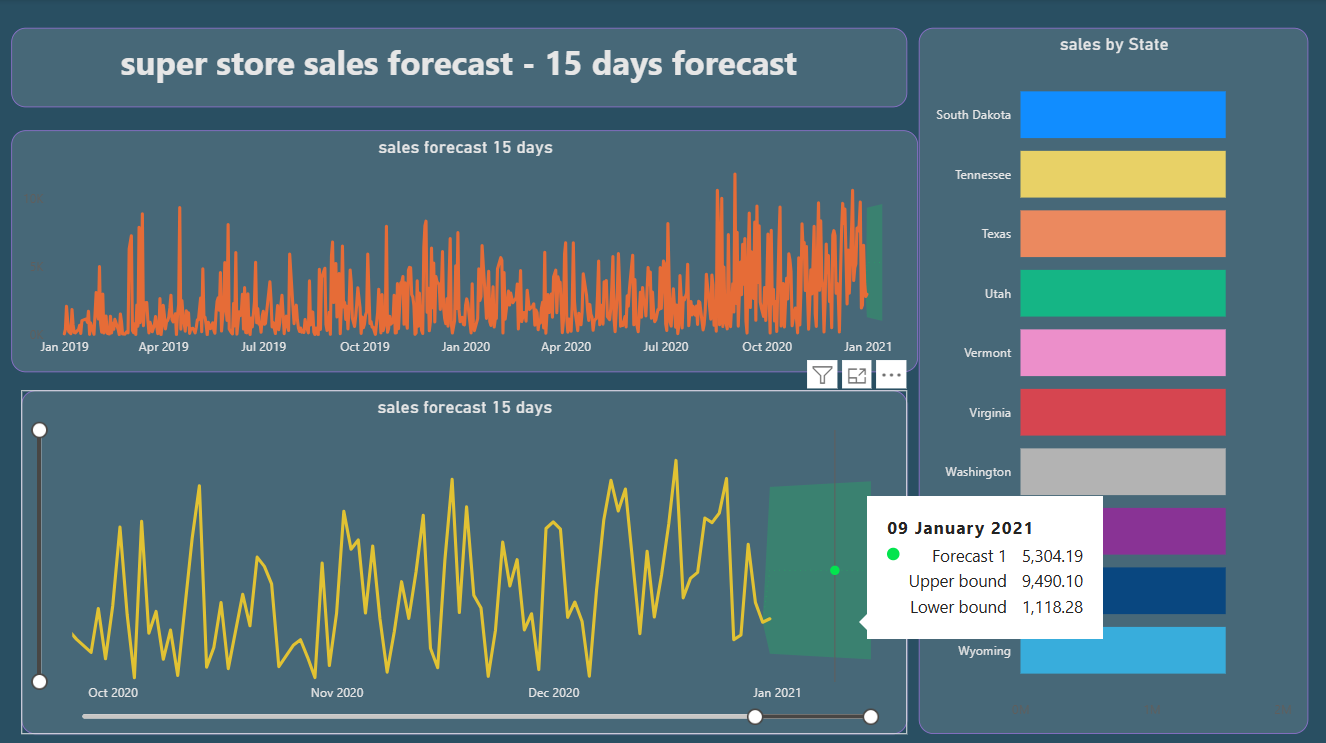 super store sales forecast - 15 days forecast
sales forecast 15 days
Jan 2019 Apr 2019 Jul 2019 Oct 2019 Jan 2020 Apr 2020 Jul 2020 Oct 2020 Jan 2021
sales forecast 15 days
Oct 2020 Nov 2020 Dec 2020 Jan 2021
09 January 2021
Forecast 1 5,304.19
Upper bound 9,490.10
Lower bound 1,118.28
sales by State
South Dakota
Tennessee
Texas
Utah
Vermont
Virginia
Washington
Wyoming